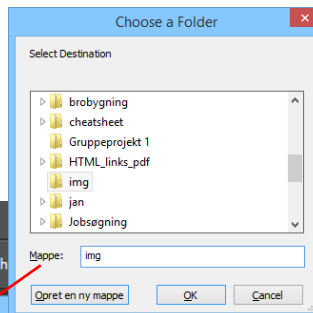 Choose a Folder
Select Destination
brobygning
cheatsheet
Gruppeprojekt 1
HTML_links_pdf
img
jan
Jobsøgning
Mappe: img
Opret en ny mappe OK Cancel